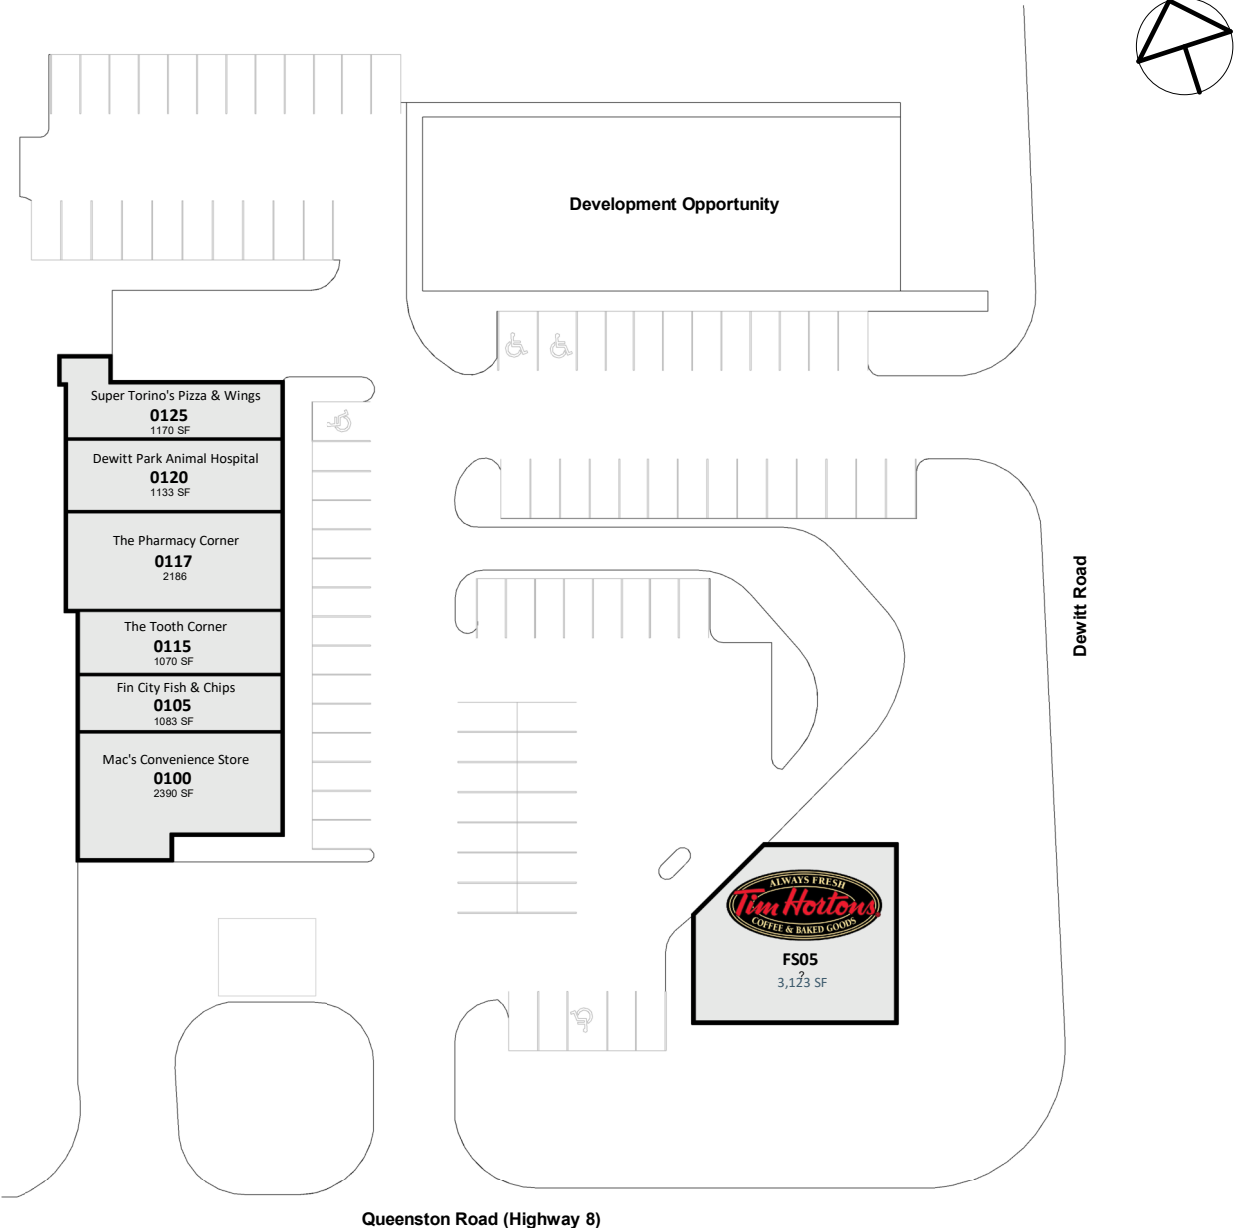 Development Opportunity
Super Torino's Pizza & Wings
0125
1170 SF
Dewitt Park Animal Hospital
0120
1133 SF
The Pharmacy Corner
0117
2186
The Tooth Corner
0115
1070 SF
Fin City Fish & Chips
0105
1083 SF
Mac's Convenience Store
0100
2390 SF
Dewitt Road
ALWAYS FRESH
Tim Hortons
COFFEE & BAKED GOODS
FS05
?
3,123 SF
Queenston Road (Highway 8)